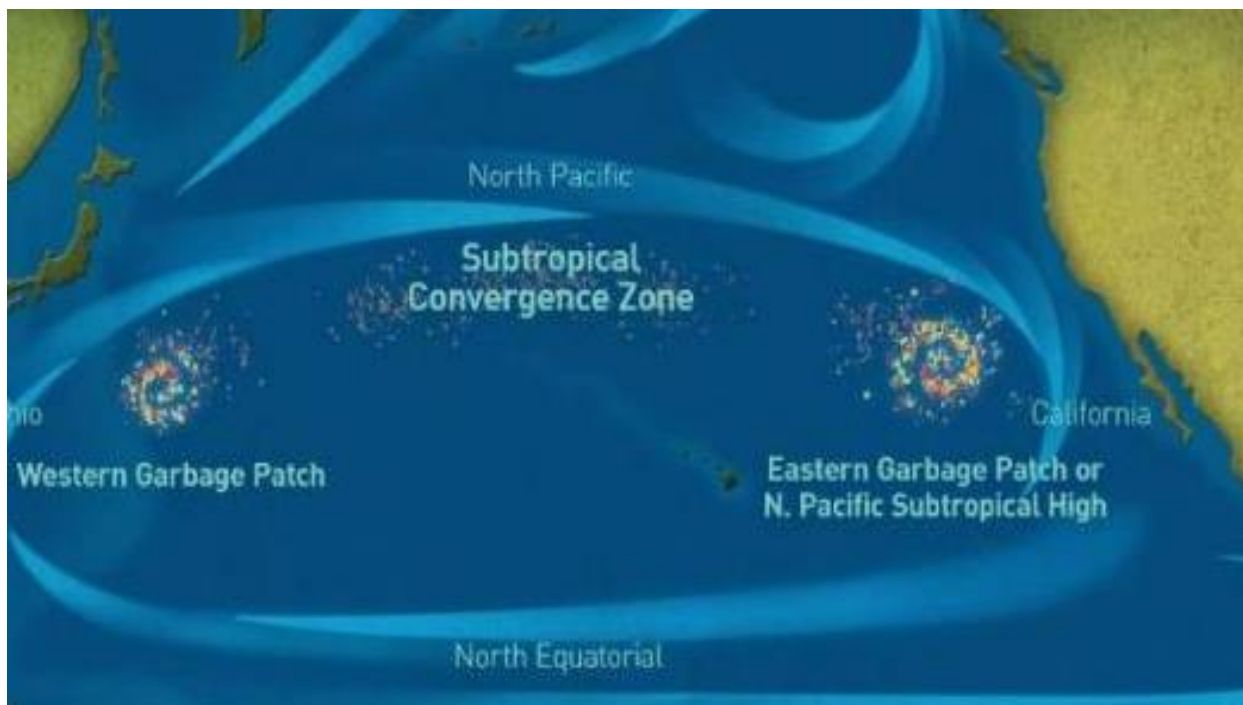 North Pacific
Subtropical
Convergence Zone
California
Western Garbage Patch
Eastern Garbage Patch or
N. Pacific Subtropical High
North Equatorial